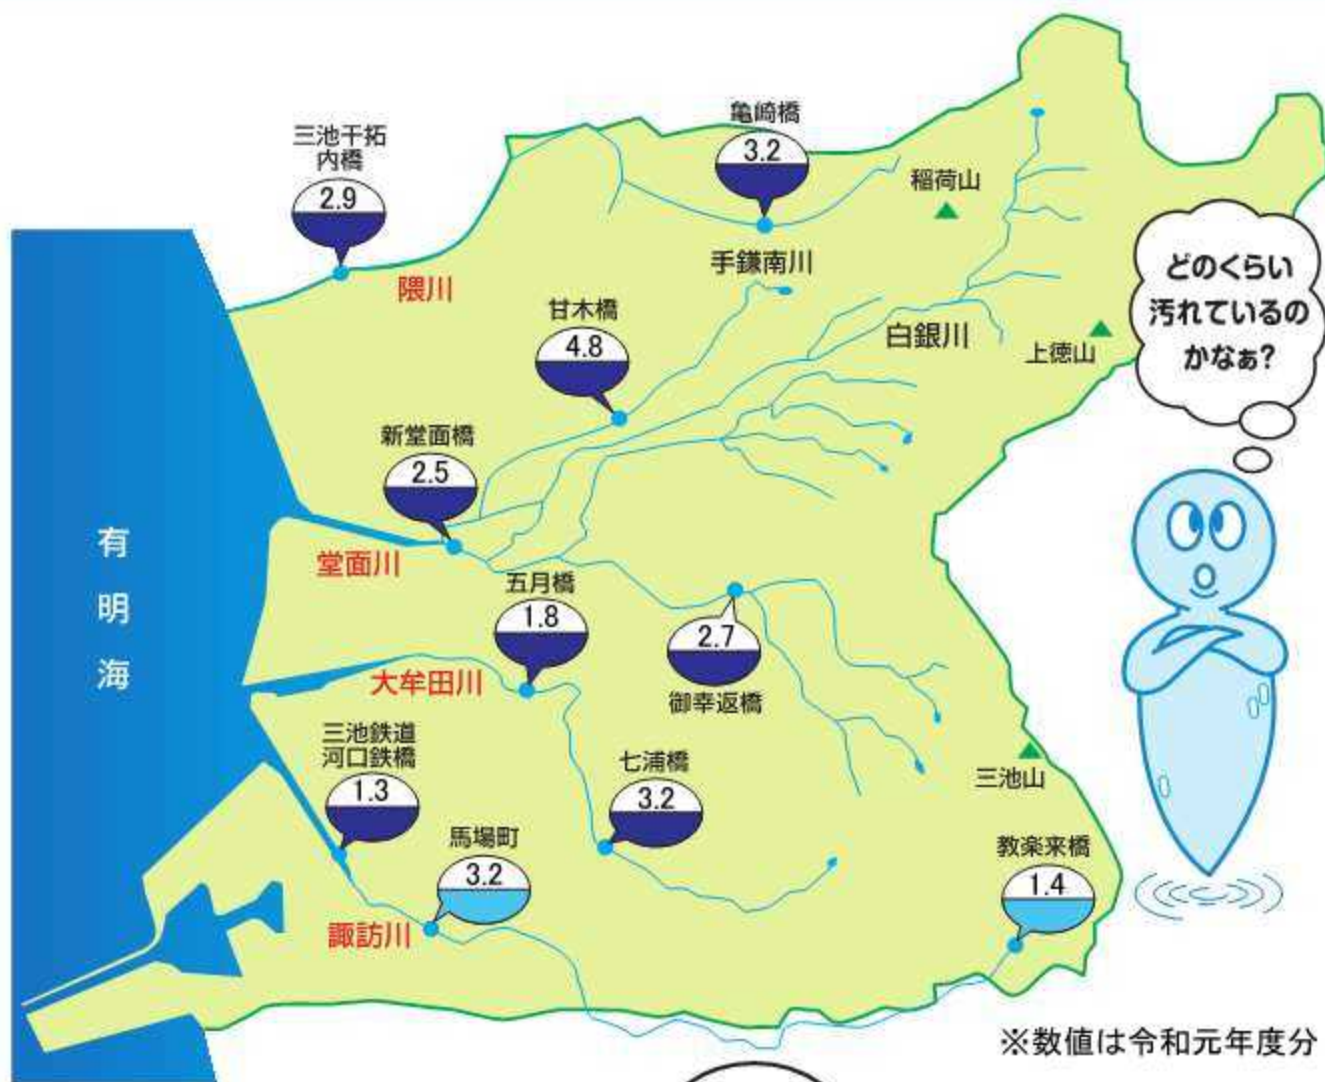 亀崎橋
3.2
三池干拓
内橋
2.9
稲荷山
手鎌南川
隈川
どのくらい
汚れているの
かなぁ?
甘木橋
4.8
白銀川
上徳山
新堂面橋
2.5
有明海
堂面川
五月橋
1.8
2.7
御幸返橋
大牟田川
三池鉄道
河口鉄橋
1.3
七浦橋
3.2
三池山
馬場町
3.2
教楽来橋
1.4
諏訪川
※数値は令和元年度分